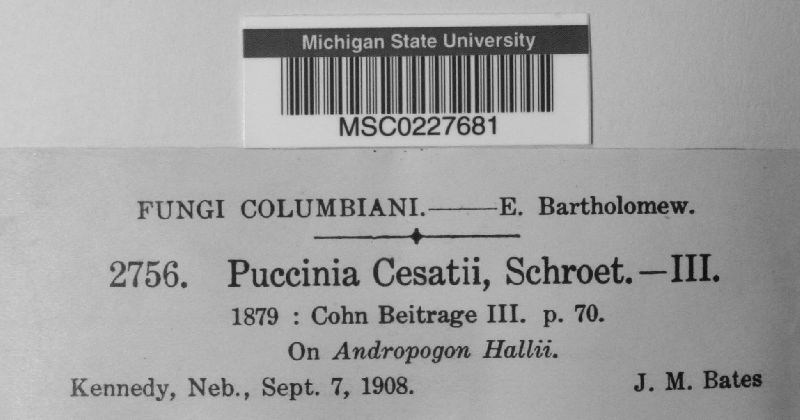 Michigan State University
MSC0227681
FUNGI COLUMBIANI.——E. Bartholomew.
2756. Puccinia Cesatii, Schroet.—III.
1879 : Cohn Beitrage III. p. 70.
On Andropogon Hallii.
Kennedy, Neb., Sept. 7, 1908. J. M. Bates